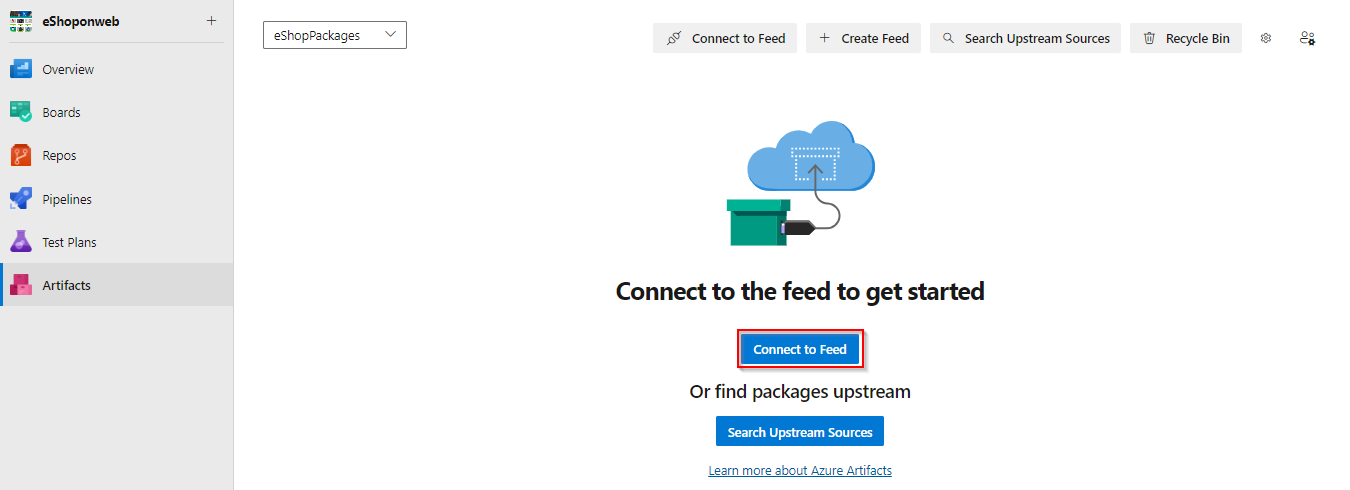 eShoponweb
Overview
Boards
Repos
Pipelines
Test Plans
Artifacts
eShopPackages
Connect to Feed
Create Feed
Search Upstream Sources
Recycle Bin
Connect to the feed to get started
Connect to Feed
Or find packages upstream
Search Upstream Sources
Learn more about Azure Artifacts